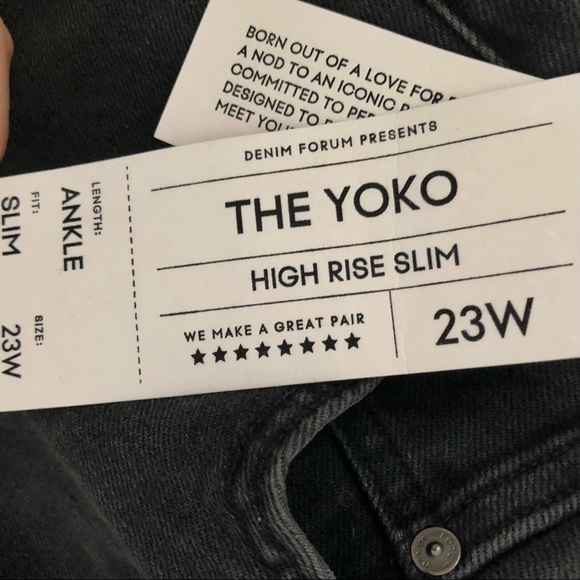 BORN OUT OF A LOVE FOR
A NOD TO AN ICONIC
COMMITTED TO
DESIGNED TO
MEET
DENIM FORUM PRESENTS
THE YOKO
HIGH RISE SLIM
WE MAKE A GREAT PAIR
23W
LENGTH:
ANKLE
FIT:
SLIM
SIZE:
23W